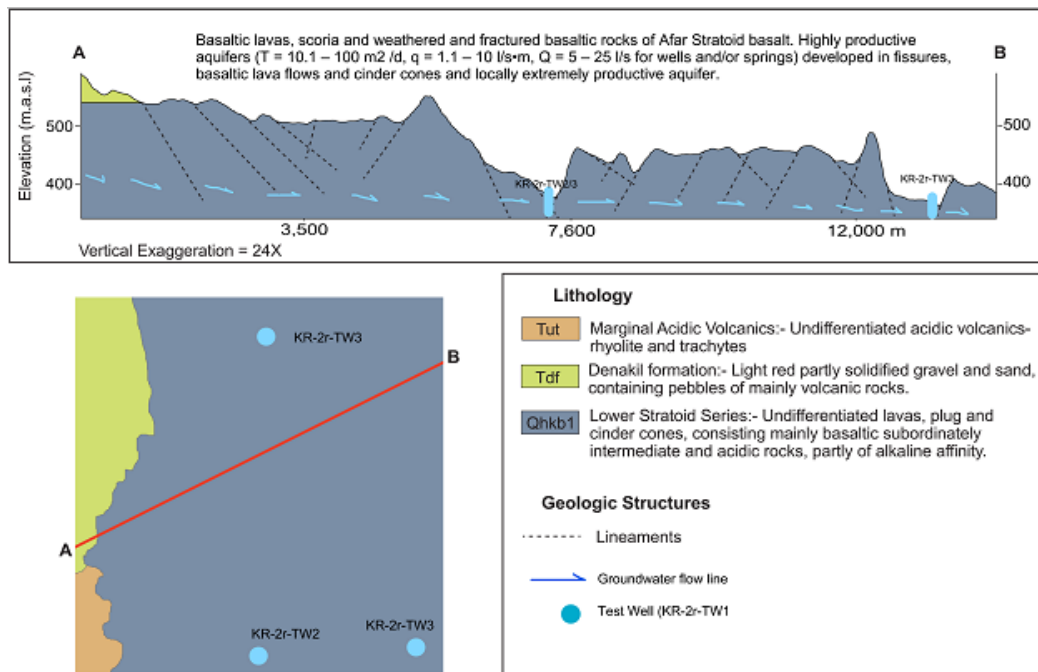 A
B
Basaltic lavas, scoria and weathered and fractured basaltic rocks of Afar Stratoid basalt. Highly productive
aquifers (T = 10.1 – 100 m2 /d, q = 1.1 – 10 l/s•m, Q = 5 – 25 l/s for wells and/or springs) developed in fissures,
basaltic lava flows and cinder cones and locally extremely productive aquifer.
Elevation (m.a.s.l)
500
400
500
400
KR-2r-TW2/3
KR-2r-TW3
3,500
7,600
12,000 m
Vertical Exaggeration = 24X
KR-2r-TW3
B
A
KR-2r-TW2
KR-2r-TW3
Lithology
Tut
Marginal Acidic Volcanics:- Undifferentiated acidic volcanics-
rhyolite and trachytes
Tdf
Denakil formation:- Light red partly solidified gravel and sand,
containing pebbles of mainly volcanic rocks.
Qhkb1
Lower Stratoid Series:- Undifferentiated lavas, plug and
cinder cones, consisting mainly basaltic subordinately
intermediate and acidic rocks, partly of alkaline affinity.
Geologic Structures
Lineaments
Groundwater flow line
Test Well (KR-2r-TW1